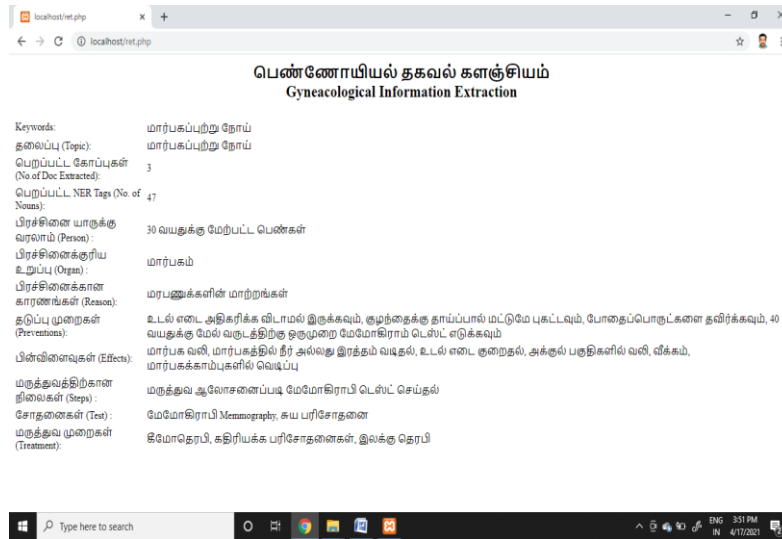 localhost/ret.php
localhost/ret.php
பெண்ணோயியல் தகவல் களஞ்சியம்
Gyneacological Information Extraction
Keywords: மார்பகப்புற்று நோய்
தலைப்பு (Topic): மார்பகப்புற்று நோய்
பெறப்பட்ட கோப்புகள்
(No.of Doc Extracted): 3
பெறப்பட்ட NER Tags (No. of
Nouns): 47
பிரச்சினை யாருக்கு
வரலாம் (Person) : 30 வயதுக்கு மேற்பட்ட பெண்கள்
பிரச்சினைக்குரிய
உறுப்பு (Organ) : மார்பகம்
பிரச்சினைக்கான
காரணங்கள் (Reason): மரபணுக்களின் மாற்றங்கள்
தடுப்பு முறைகள்
(Preventions):
உடல் எடை அதிகரிக்க விடாமல் இருக்கவும், குழந்தைக்கு தாய்ப்பால் மட்டுமே புகட்டவும், போதைப்பொருட்களை தவிர்க்கவும், 40
வயதுக்கு மேல் வருடத்திற்கு ஒருமுறை மேமோகிராம் டெஸ்ட் எடுக்கவும்
பின்விளைவுகள் (Effects):
மார்பக வலி, மார்பகத்தில் நீர் அல்லது இரத்தம் வடிதல், உடல் எடை குறைதல், அக்குல் பகுதிகளில் வலி, வீக்கம்,
மார்பகக்காம்புகளில் வெடிப்பு
மருத்துவத்திற்கான
நிலைகள் (Steps) : மருத்துவ ஆலோசனைப்படி மேமோகிராபி டெஸ்ட் செய்தல்
சோதனைகள் (Test) : மேமோகிராபி Memmography, சுய பரிசோதனை
மருத்துவ முறைகள்
(Treatment): கீமோதெரபி, கதிரியக்க பரிசோதனைகள், இலக்கு தெரபி
Type here to search
ENG 3:51 PM
IN 4/17/2021